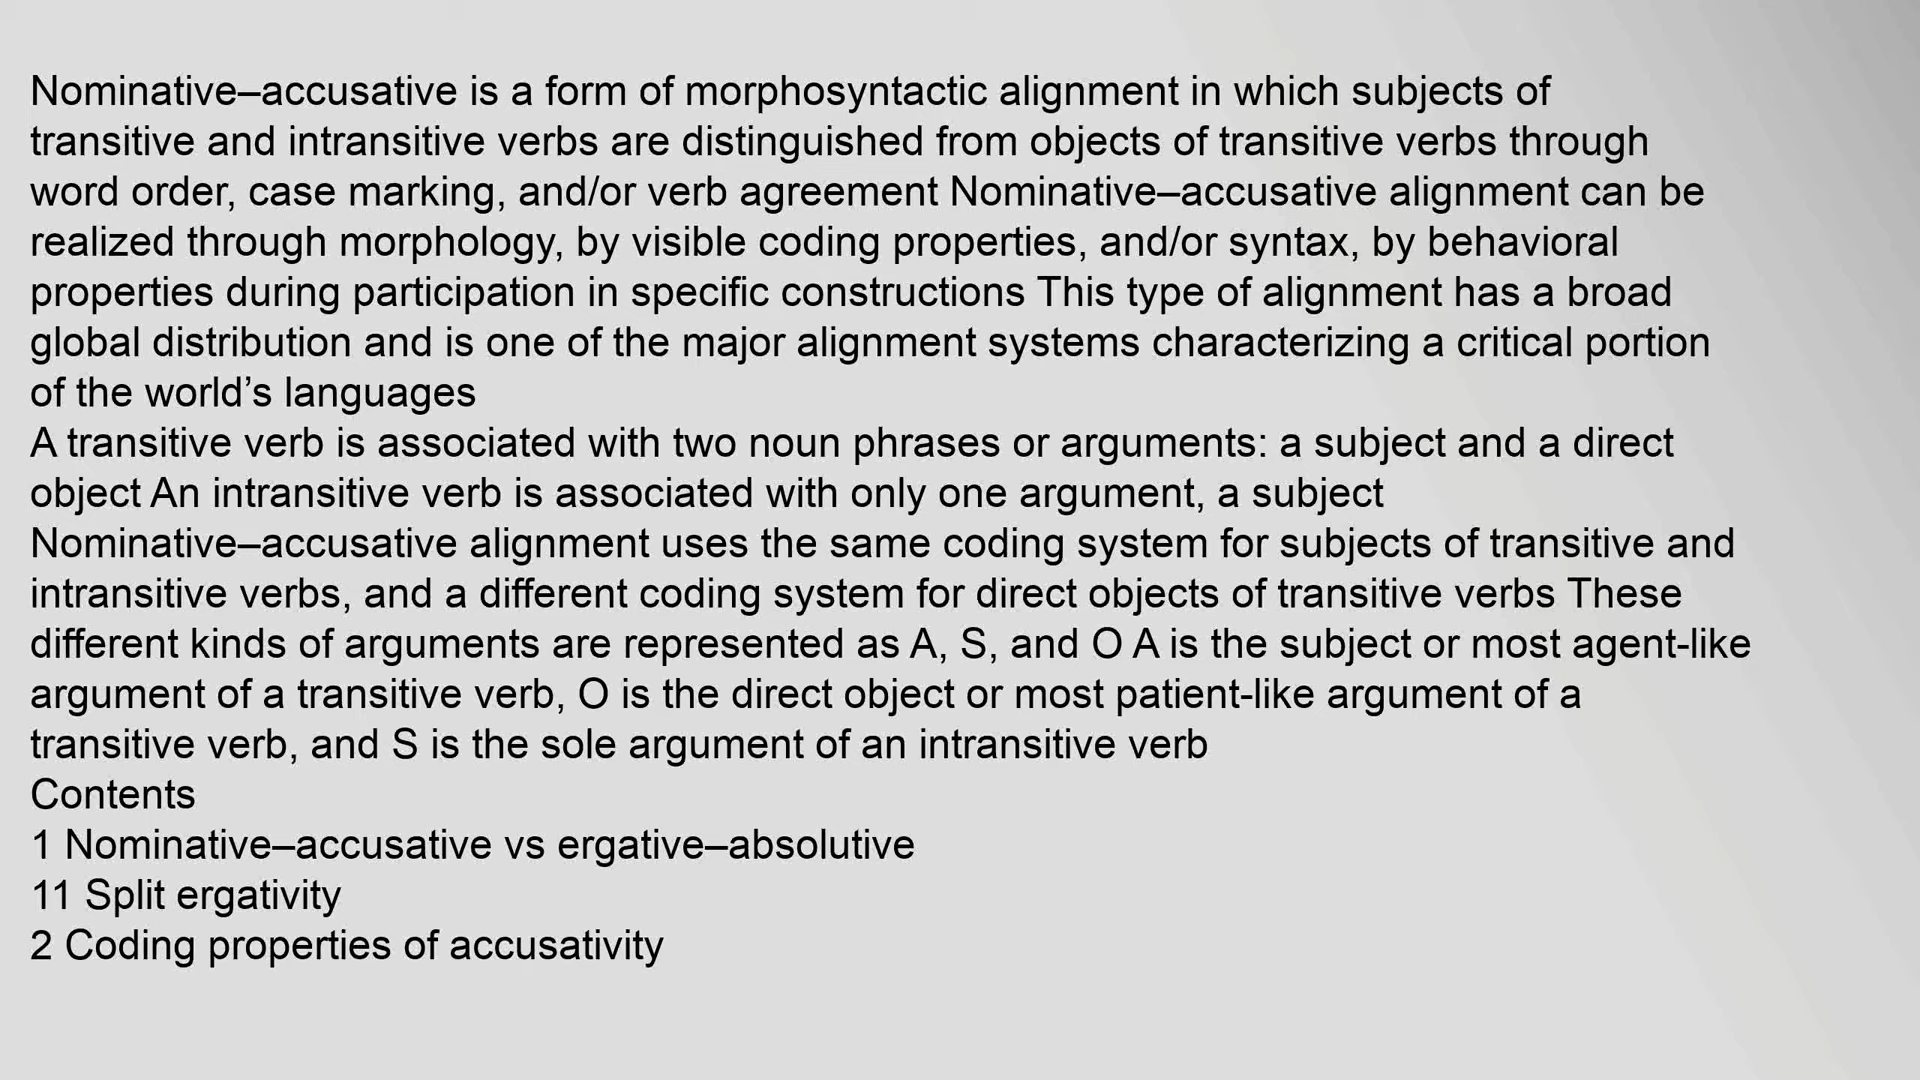 Nominative–accusative is a form of morphosyntactic alignment in which subjects of
transitive and intransitive verbs are distinguished from objects of transitive verbs through
word order, case marking, and/or verb agreement Nominative–accusative alignment can be
realized through morphology, by visible coding properties, and/or syntax, by behavioral
properties during participation in specific constructions This type of alignment has a broad
global distribution and is one of the major alignment systems characterizing a critical portion
of the world’s languages
A transitive verb is associated with two noun phrases or arguments: a subject and a direct
object An intransitive verb is associated with only one argument, a subject
Nominative–accusative alignment uses the same coding system for subjects of transitive and
intransitive verbs, and a different coding system for direct objects of transitive verbs These
different kinds of arguments are represented as A, S, and O A is the subject or most agent-like
argument of a transitive verb, O is the direct object or most patient-like argument of a
transitive verb, and S is the sole argument of an intransitive verb
Contents
1 Nominative–accusative vs ergative–absolutive
11 Split ergativity
2 Coding properties of accusativity